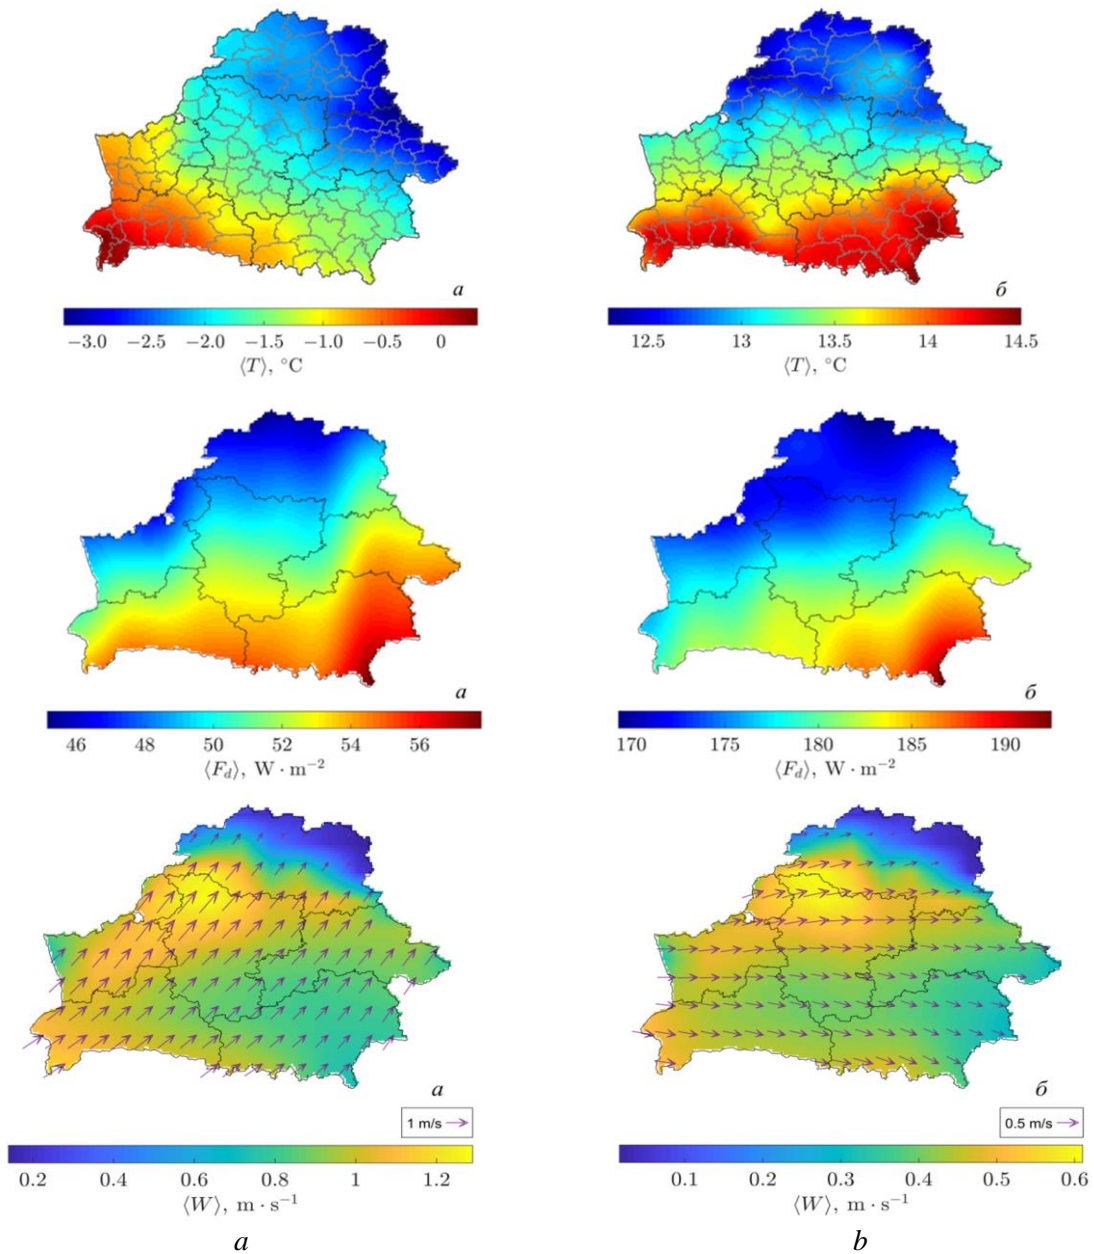 а
б
−3.0 −2.5 −2.0 −1.5 −1.0 −0.5 0
⟨T⟩, °C
12.5 13 13.5 14 14.5
⟨T⟩, °C
а
б
46 48 50 52 54 56
⟨F_d⟩, W · m⁻²
170 175 180 185 190
⟨F_d⟩, W · m⁻²
а
б
1 m/s
0.5 m/s
0.2 0.4 0.6 0.8 1 1.2
⟨W⟩, m · s⁻¹
0.1 0.2 0.3 0.4 0.5 0.6
⟨W⟩, m · s⁻¹
a
b